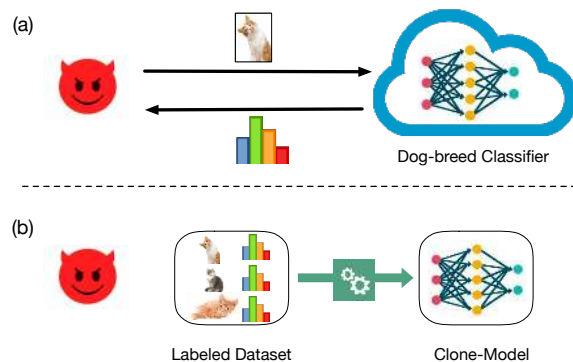 (a)
Dog-breed Classifier
(b)
Labeled Dataset
Clone-Model